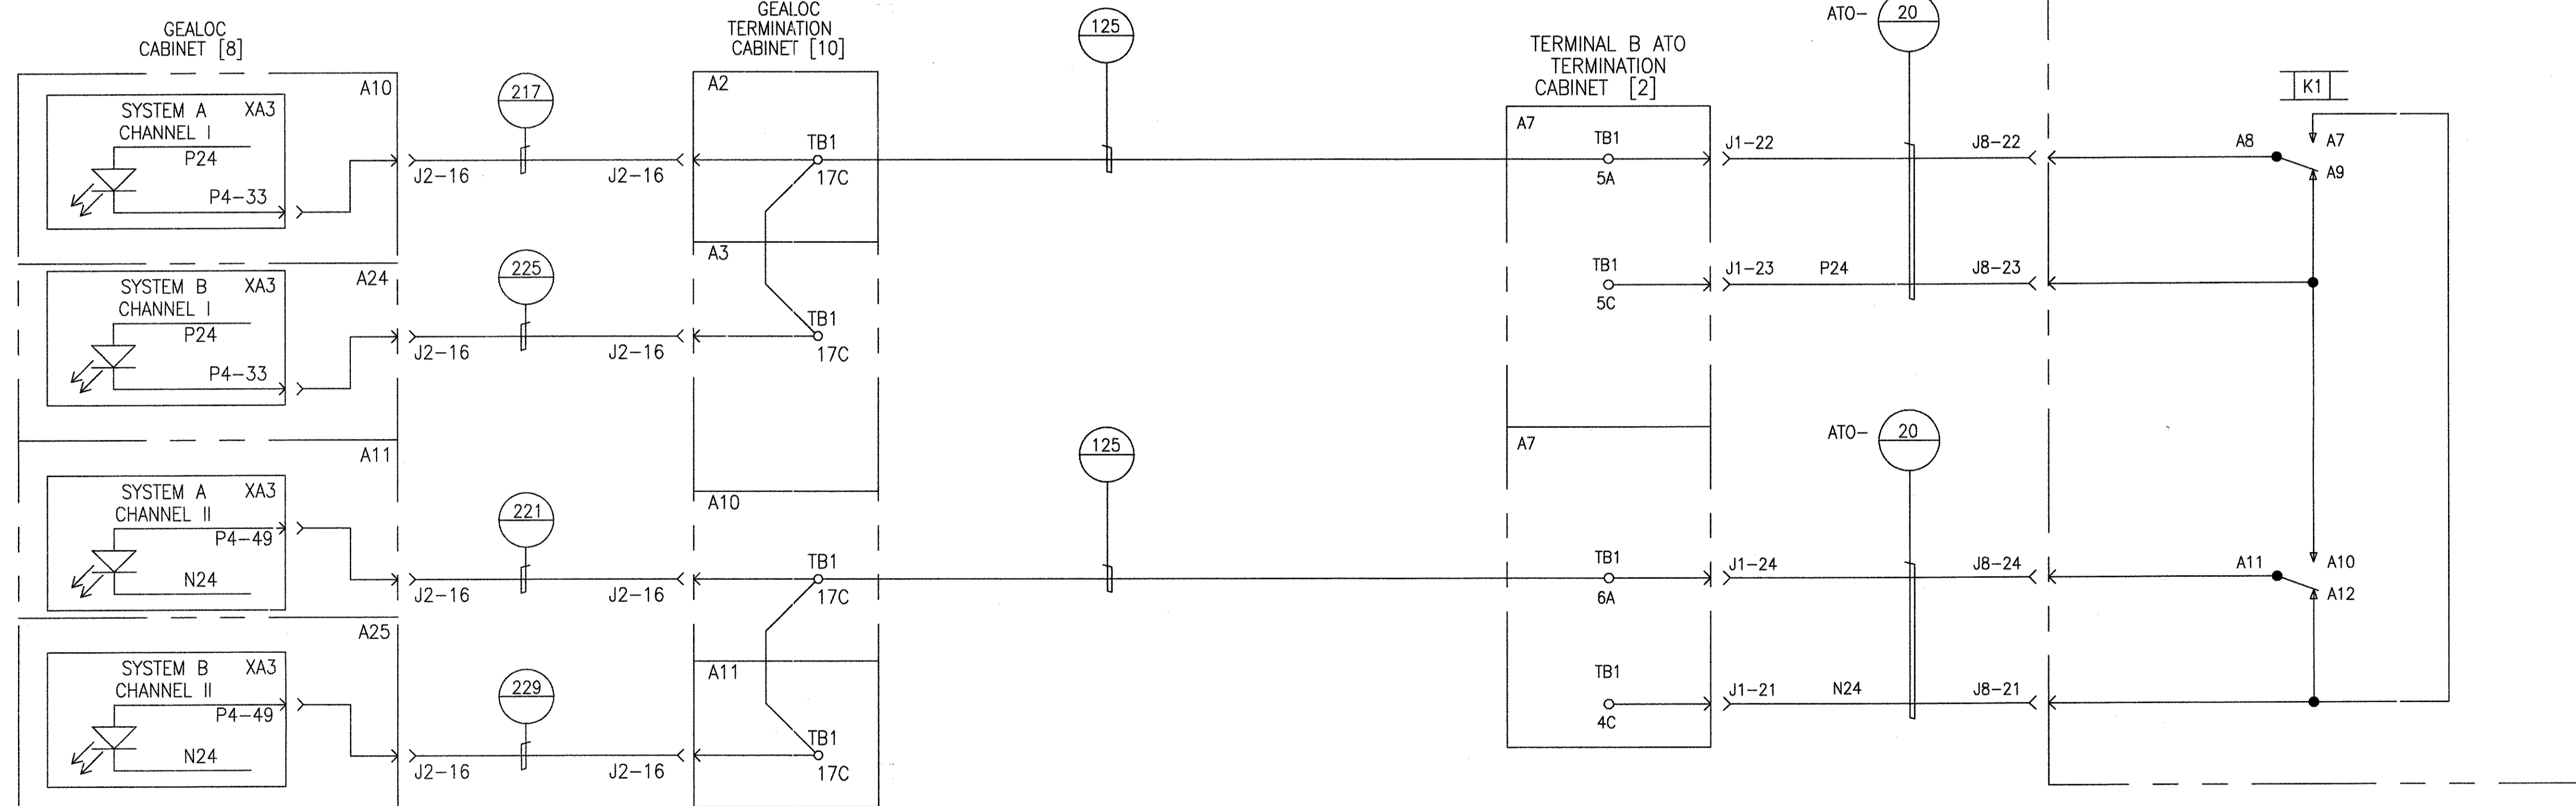 GEALOC
CABINET [8]
A10
SYSTEM A XA3
CHANNEL I
P24
P4-33
A24
SYSTEM B XA3
CHANNEL I
P24
P4-33
A11
SYSTEM A XA3
CHANNEL II
P4-49
N24
A25
SYSTEM B XA3
CHANNEL II
P4-49
N24
217
J2-16 J2-16
225
J2-16 J2-16
221
J2-16 J2-16
229
J2-16 J2-16
GEALOC
TERMINATION
CABINET [10]
A2
TB1
17C
A3
TB1
17C
A10
TB1
17C
A11
TB1
17C
125
125
TERMINAL B ATO
TERMINATION
CABINET [2]
A7
TB1
5A
TB1
5C
A7
TB1
6A
TB1
4C
ATO- 20
J1-22 J8-22
J1-23 P24 J8-23
ATO- 20
J1-24 J8-24
J1-21 N24 J8-21
K1
A8 A7
A9
A11 A10
A12